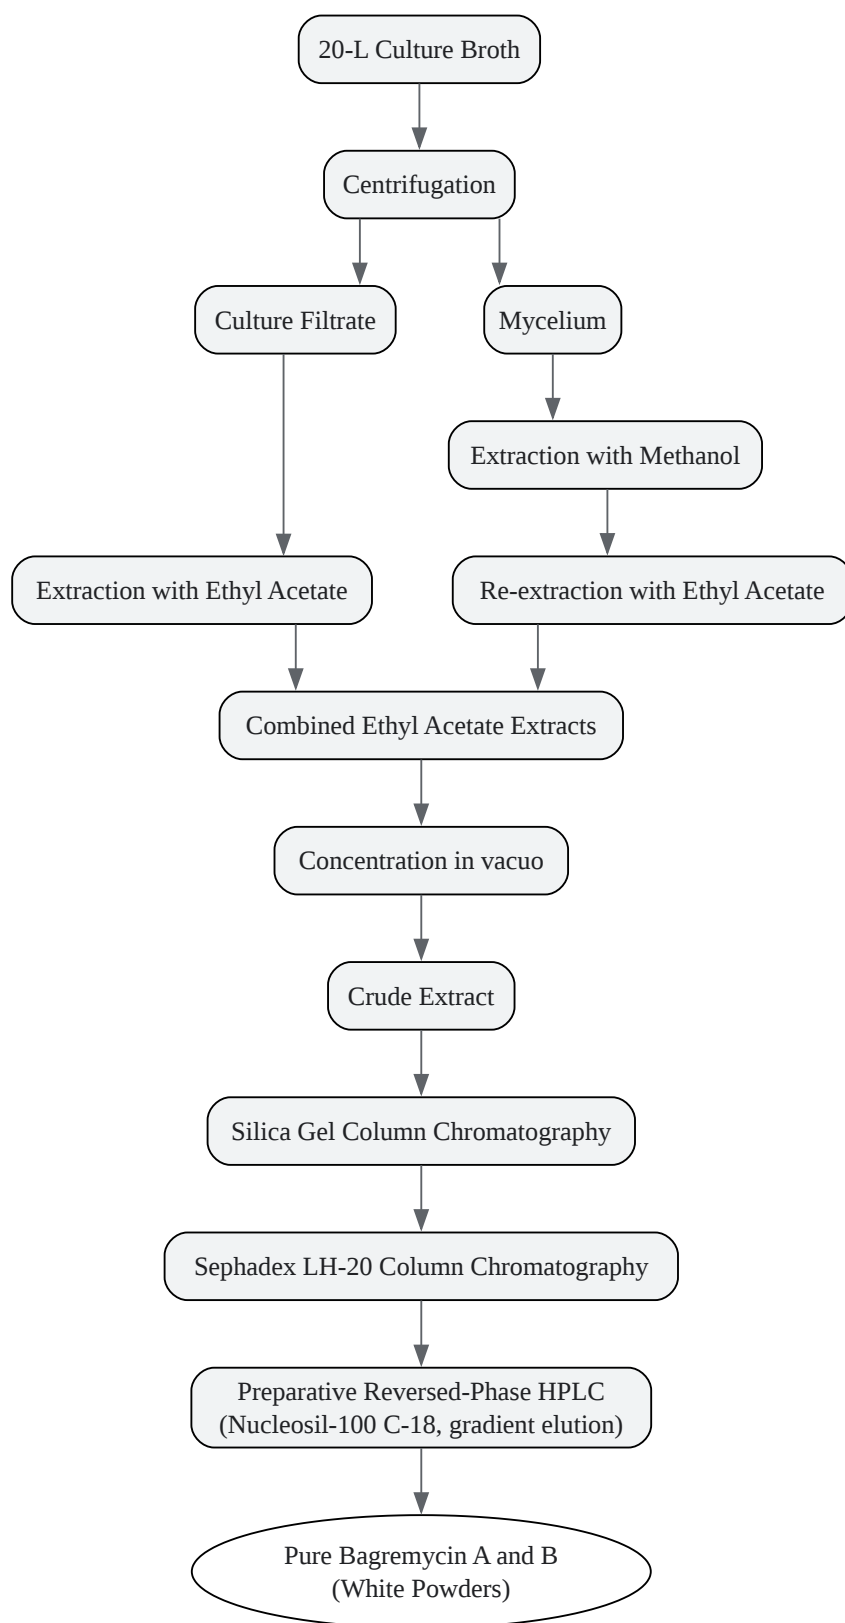 20-L Culture Broth
Centrifugation
Culture Filtrate
Mycelium
Extraction with Methanol
Extraction with Ethyl Acetate
Re-extraction with Ethyl Acetate
Combined Ethyl Acetate Extracts
Concentration in vacuo
Crude Extract
Silica Gel Column Chromatography
Sephadex LH-20 Column Chromatography
Preparative Reversed-Phase HPLC
(Nucleosil-100 C-18, gradient elution)
Pure Bagremycin A and B
(White Powders)